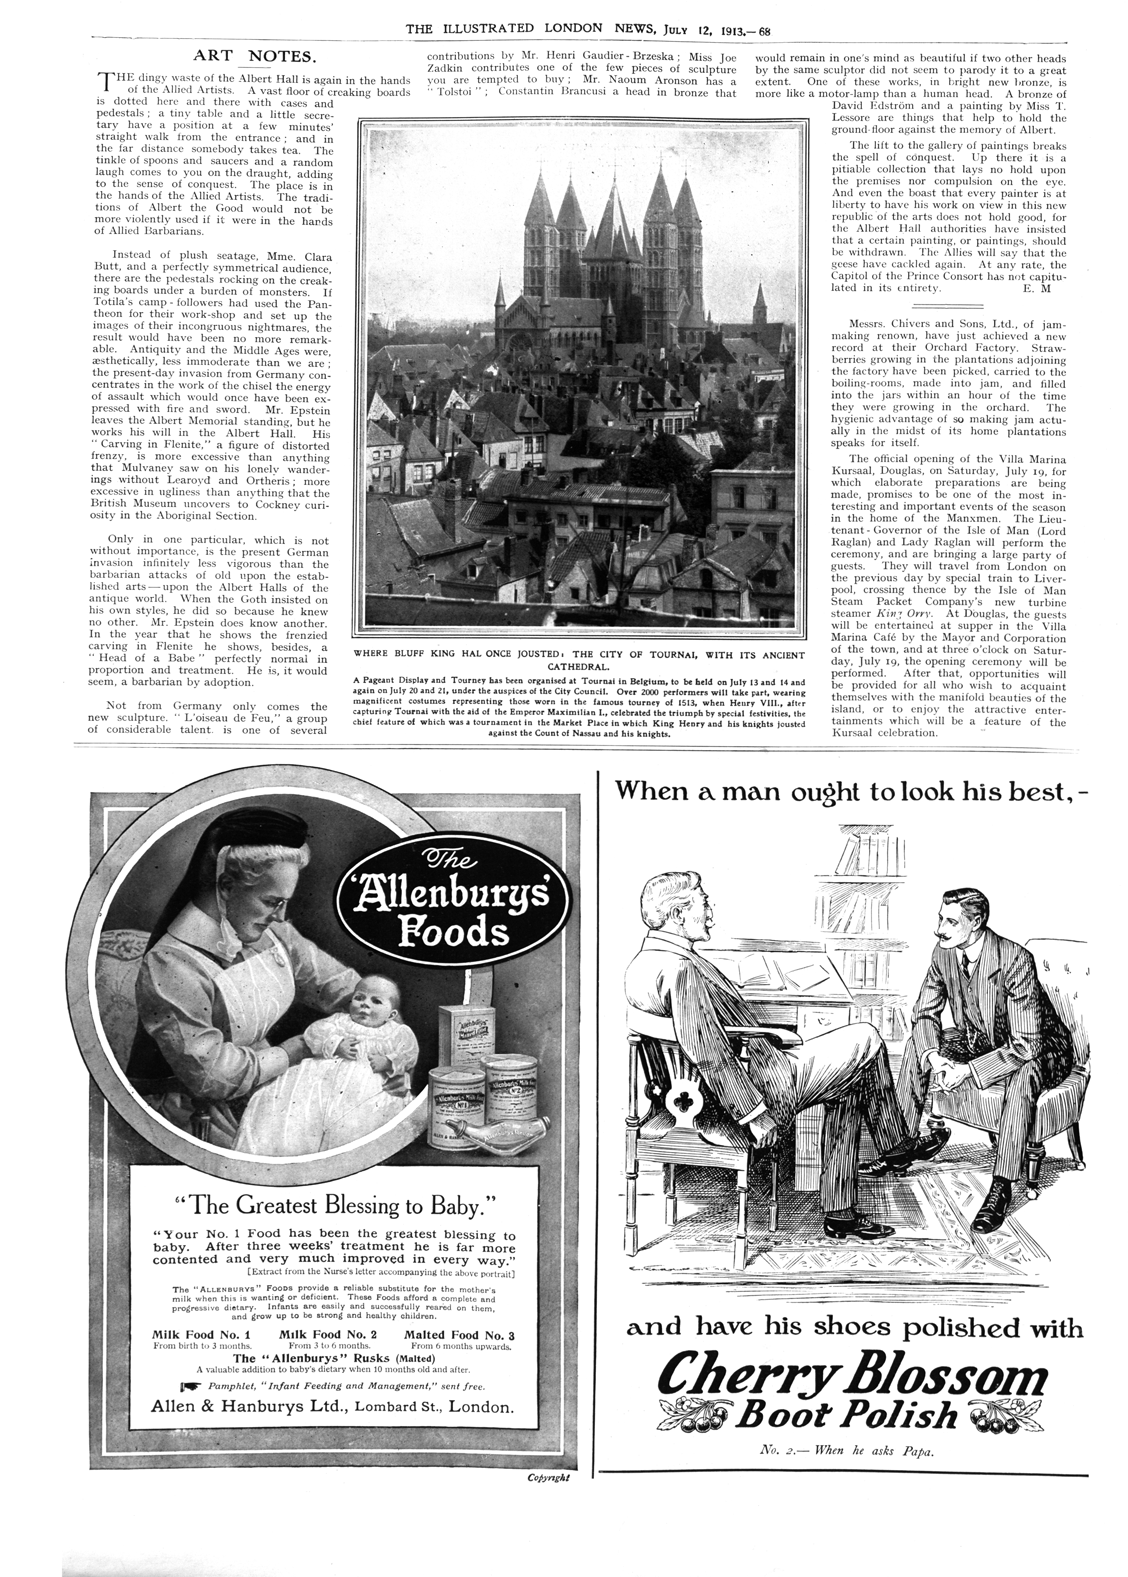 THE ILLUSTRATED LONDON NEWS, JULY 12, 1913.—68
ART NOTES.
THE dingy waste of the Albert Hall is again in the hands
of the Allied Artists. A vast floor of creaking boards
is dotted here and there with cases and
pedestals; a tiny table and a little secre-
tary have a position at a few minutes'
straight walk from the entrance; and in
the far distance somebody takes tea. The
tinkle of spoons and saucers and a random
laugh comes to you on the draught, adding
to the sense of conquest. The place is in
the hands of the Allied Artists. The tradi-
tions of Albert the Good would not be
more violently used if it were in the hands
of Allied Barbarians.
Instead of plush seatage, Mme. Clara
Butt, and a perfectly symmetrical audience,
there are the pedestals rocking on the creak-
ing boards under a burden of monsters. If
Totila's camp-followers had used the Pan-
theon for their work-shop and set up the
images of their incongruous nightmares, the
result would have been no more remark-
able. Antiquity and the Middle Ages were,
æsthetically, less immoderate than we are;
the present-day invasion from Germany con-
centrates in the work of the chisel the energy
of assault which would once have been ex-
pressed with fire and sword. Mr. Epstein
leaves the Albert Memorial standing, but he
works his will in the Albert Hall. His
"Carving in Flenite," a figure of distorted
frenzy, is more excessive than anything
that Mulvaney saw on his lonely wander-
ings without Learoyd and Ortheris; more
excessive in ugliness than anything that the
British Museum uncovers to Cockney curi-
osity in the Aboriginal Section.
Only in one particular, which is not
without importance, is the present German
invasion infinitely less vigorous than the
barbarian attacks of old upon the estab-
lished arts—upon the Albert Halls of the
antique world. When the Goth insisted on
his own styles, he did so because he knew
no other. Mr. Epstein does know another.
In the year that he shows the frenzied
carving in Flenite he shows, besides, a
"Head of a Babe" perfectly normal in
proportion and treatment. He is, it would
seem, a barbarian by adoption.
Not from Germany only comes the
new sculpture. "L'oiseau de Feu," a group
of considerable talent, is one of several
contributions by Mr. Henri Gaudier-Brzeska; Miss Joe
Zadkin contributes one of the few pieces of sculpture
you are tempted to buy; Mr. Naoum Aronson has a
"Tolstoi"; Constantin Brancusi a head in bronze that
WHERE BLUFF KING HAL ONCE JOUSTED: THE CITY OF TOURNAI, WITH ITS ANCIENT
CATHEDRAL.
A Pageant Display and Tourney has been organised at Tournai in Belgium, to be held on July 13 and 14 and
again on July 20 and 21, under the auspices of the City Council. Over 2000 performers will take part, wearing
magnificent costumes representing those worn in the famous tourney of 1513, when Henry VIII., after
capturing Tournai with the aid of the Emperor Maximilian I., celebrated the triumph by special festivities, the
chief feature of which was a tournament in the Market Place in which King Henry and his knights jousted
against the Count of Nassau and his knights.
would remain in one's mind as beautiful if two other heads
by the same sculptor did not seem to parody it to a great
extent. One of these works, in bright new bronze, is
more like a motor-lamp than a human head. A bronze of
David Edström and a painting by Miss T.
Lessore are things that help to hold the
ground-floor against the memory of Albert.
The lift to the gallery of paintings breaks
the spell of conquest. Up there it is a
pitiable collection that lays no hold upon
the premises nor compulsion on the eye.
And even the boast that every painter is at
liberty to have his work on view in this new
republic of the arts does not hold good, for
the Albert Hall authorities have insisted
that a certain painting, or paintings, should
be withdrawn. The Allies will say that the
geese have cackled again. At any rate, the
Capitol of the Prince Consort has not capitu-
lated in its entirety. E. M
Messrs. Chivers and Sons, Ltd., of jam-
making renown, have just achieved a new
record at their Orchard Factory. Straw-
berries growing in the plantations adjoining
the factory have been picked, carried to the
boiling-rooms, made into jam, and filled
into the jars within an hour of the time
they were growing in the orchard. The
hygienic advantage of so making jam actu-
ally in the midst of its home plantations
speaks for itself.
The official opening of the Villa Marina
Kursaal, Douglas, on Saturday, July 19, for
which elaborate preparations are being
made, promises to be one of the most in-
teresting and important events of the season
in the home of the Manxmen. The Lieu-
tenant-Governor of the Isle of Man (Lord
Raglan) and Lady Raglan will perform the
ceremony, and are bringing a large party of
guests. They will travel from London on
the previous day by special train to Liver-
pool, crossing thence by the Isle of Man
Steam Packet Company's new turbine
steamer King Orry. At Douglas, the guests
will be entertained at supper in the Villa
Marina Café by the Mayor and Corporation
of the town, and at three o'clock on Satur-
day, July 19, the opening ceremony will be
performed. After that, opportunities will
be provided for all who wish to acquaint
themselves with the manifold beauties of the
island, or to enjoy the attractive enter-
tainments which will be a feature of the
Kursaal celebration.
The
'Allenburys'
Foods
"The Greatest Blessing to Baby."
"Your No. 1 Food has been the greatest blessing to
baby. After three weeks' treatment he is far more
contented and very much improved in every way."
[Extract from the Nurse's letter accompanying the above portrait]
The "ALLENBURYS" FOODS provide a reliable substitute for the mother's
milk when this is wanting or deficient. These Foods afford a complete and
progressive dietary. Infants are easily and successfully reared on them,
and grow up to be strong and healthy children.
Milk Food No. 1 Milk Food No. 2 Malted Food No. 3
From birth to 3 months. From 3 to 6 months. From 6 months upwards.
The "Allenburys" Rusks (Malted)
A valuable addition to baby's dietary when 10 months old and after.
Pamphlet, "Infant Feeding and Management," sent free.
Allen & Hanburys Ltd., Lombard St., London.
Copyright
When a man ought to look his best,-
and have his shoes polished with
Cherry Blossom
Boot Polish
No. 2.— When he asks Papa.